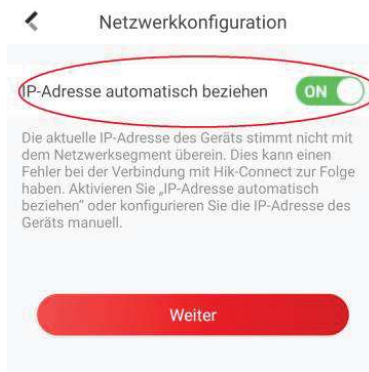 Netzwerkkonfiguration
IP-Adresse automatisch beziehen ON
Die aktuelle IP-Adresse des Geräts stimmt nicht mit
dem Netzwerksegment überein. Dies kann einen
Fehler bei der Verbindung mit Hik-Connect zur Folge
haben. Aktivieren Sie „IP-Adresse automatisch
beziehen“ oder konfigurieren Sie die IP-Adresse des
Geräts manuell.
Weiter